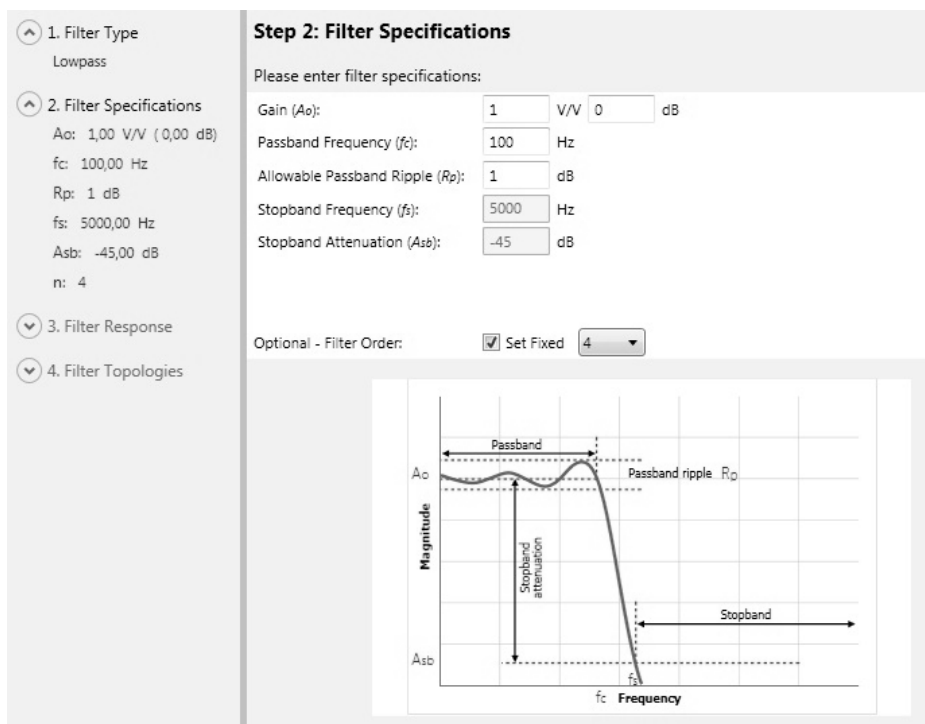 1. Filter Type
Lowpass
2. Filter Specifications
Ao: 1,00 V/V ( 0,00 dB)
fc: 100,00 Hz
Rp: 1 dB
fs: 5000,00 Hz
Asb: -45,00 dB
n: 4
3. Filter Response
4. Filter Topologies
Step 2: Filter Specifications
Please enter filter specifications:
Gain (Ao): 1 V/V 0 dB
Passband Frequency (fc): 100 Hz
Allowable Passband Ripple (Rp): 1 dB
Stopband Frequency (fs): 5000 Hz
Stopband Attenuation (Asb): -45 dB
Optional - Filter Order: Set Fixed 4
Passband
Ao
Passband ripple Rp
Magnitude
Stopband
attenuation
Stopband
Asb
fs
fc Frequency